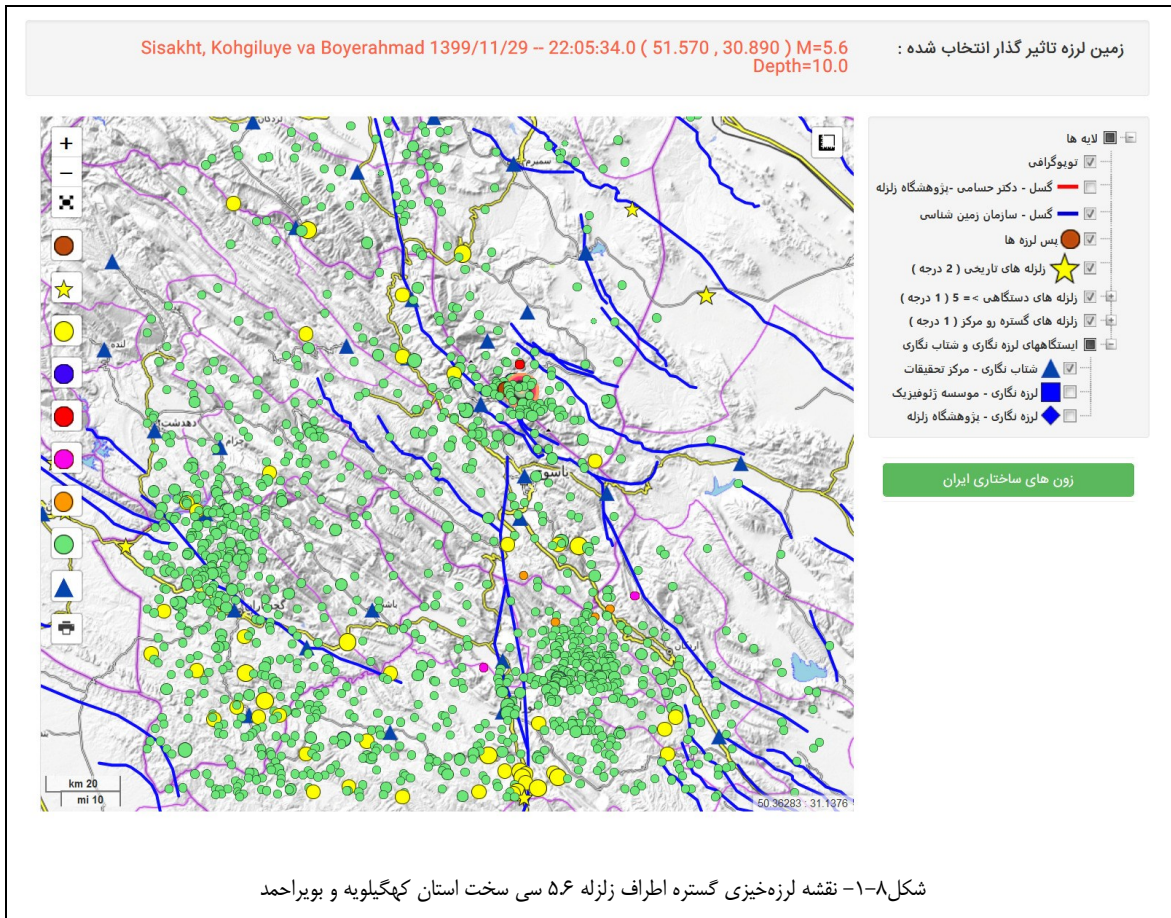 زمین لرزه تاثیر گذار انتخاب شده :
Sisakht, Kohgiluye va Boyerahmad 1399/11/29 -- 22:05:34.0 ( 51.570 , 30.890 ) M=5.6
Depth=10.0
لایه ها
توپوگرافی
گسل - دکتر حسامی -پژوهشگاه زلزله
گسل - سازمان زمین شناسی
پس لرزه ها
زلزله های تاریخی ( 2 درجه )
زلزله های دستگاهی >= 5 ( 1 درجه )
زلزله های گستره رو مرکز ( 1 درجه )
ایستگاههای لرزه نگاری و شتاب نگاری
شتاب نگاری - مرکز تحقیقات
لرزه نگاری - موسسه ژئوفیزیک
لرزه نگاری - پژوهشگاه زلزله
زون های ساختاری ایران
+
−
سمیرم
لنده
دهدشت
چرام
km 20
mi 10
50.36283 : 31.1376
شکل۸-۱- نقشه لرزه‌خیزی گستره اطراف زلزله ۵.۶ سی سخت استان کهگیلویه و بویراحمد